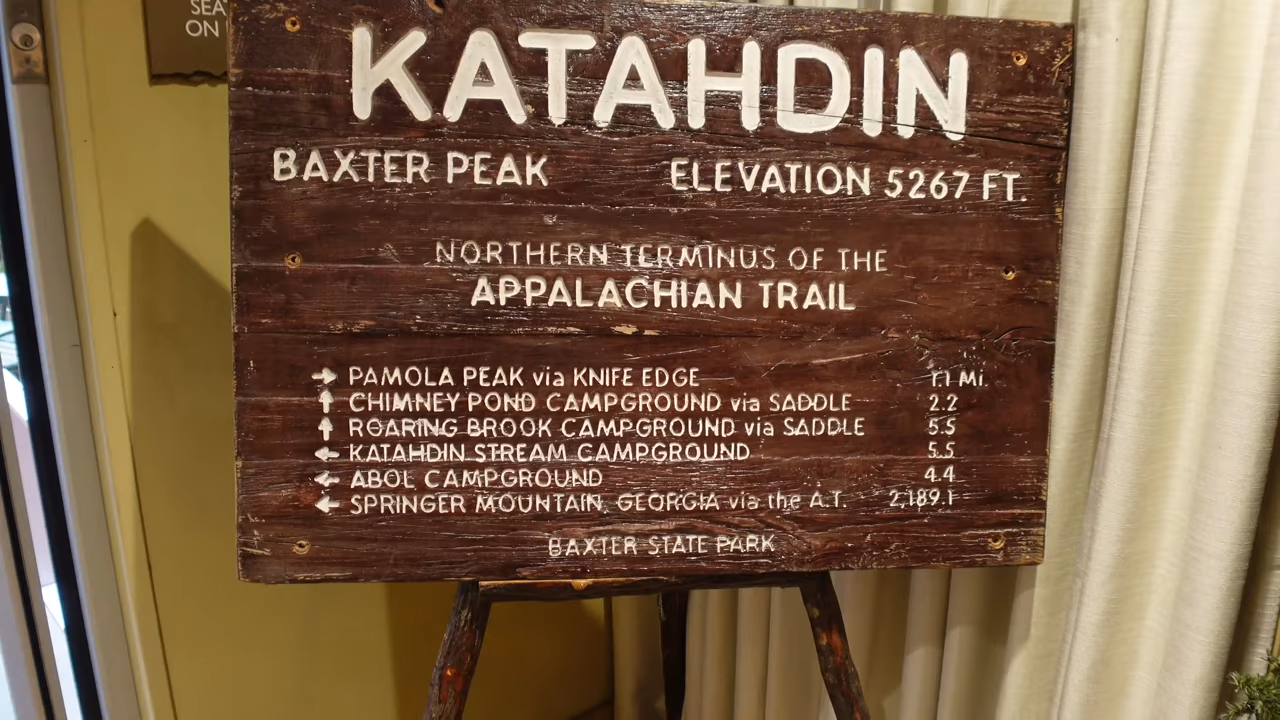 SEA
ON
KATAHDIN
BAXTER PEAK ELEVATION 5267 FT.
NORTHERN TERMINUS OF THE
APPALACHIAN TRAIL
→ PAMOLA PEAK via KNIFE EDGE 1.1 Mi.
↑ CHIMNEY POND CAMPGROUND via SADDLE 2.2
↑ ROARING BROOK CAMPGROUND via SADDLE 5.5
← KATAHDIN STREAM CAMPGROUND 5.5
← ABOL CAMPGROUND 4.4
← SPRINGER MOUNTAIN, GEORGIA via the A.T. 2,189.1
BAXTER STATE PARK